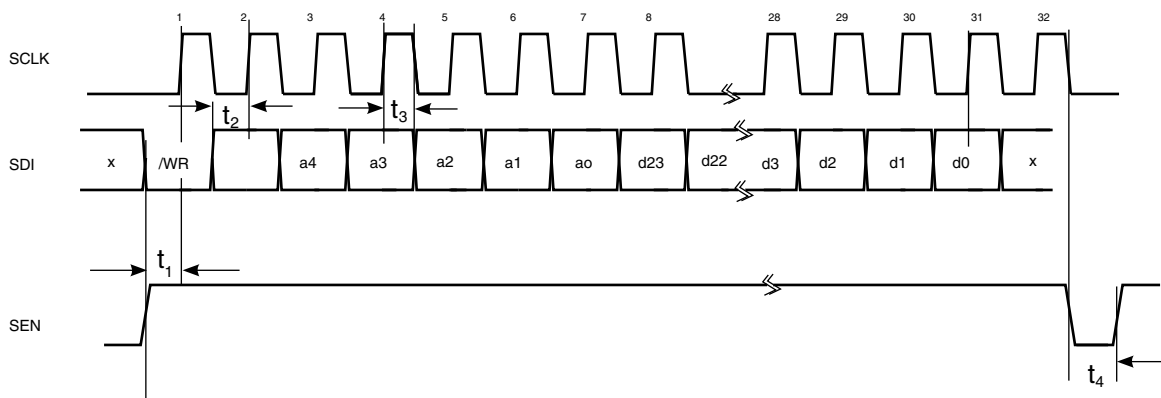 1 2 3 4 5 6 7 8 28 29 30 31 32
SCLK
t2 t3
SDI x /WR a4 a3 a2 a1 ao d23 d22 d3 d2 d1 d0 x
t1
SEN
t4